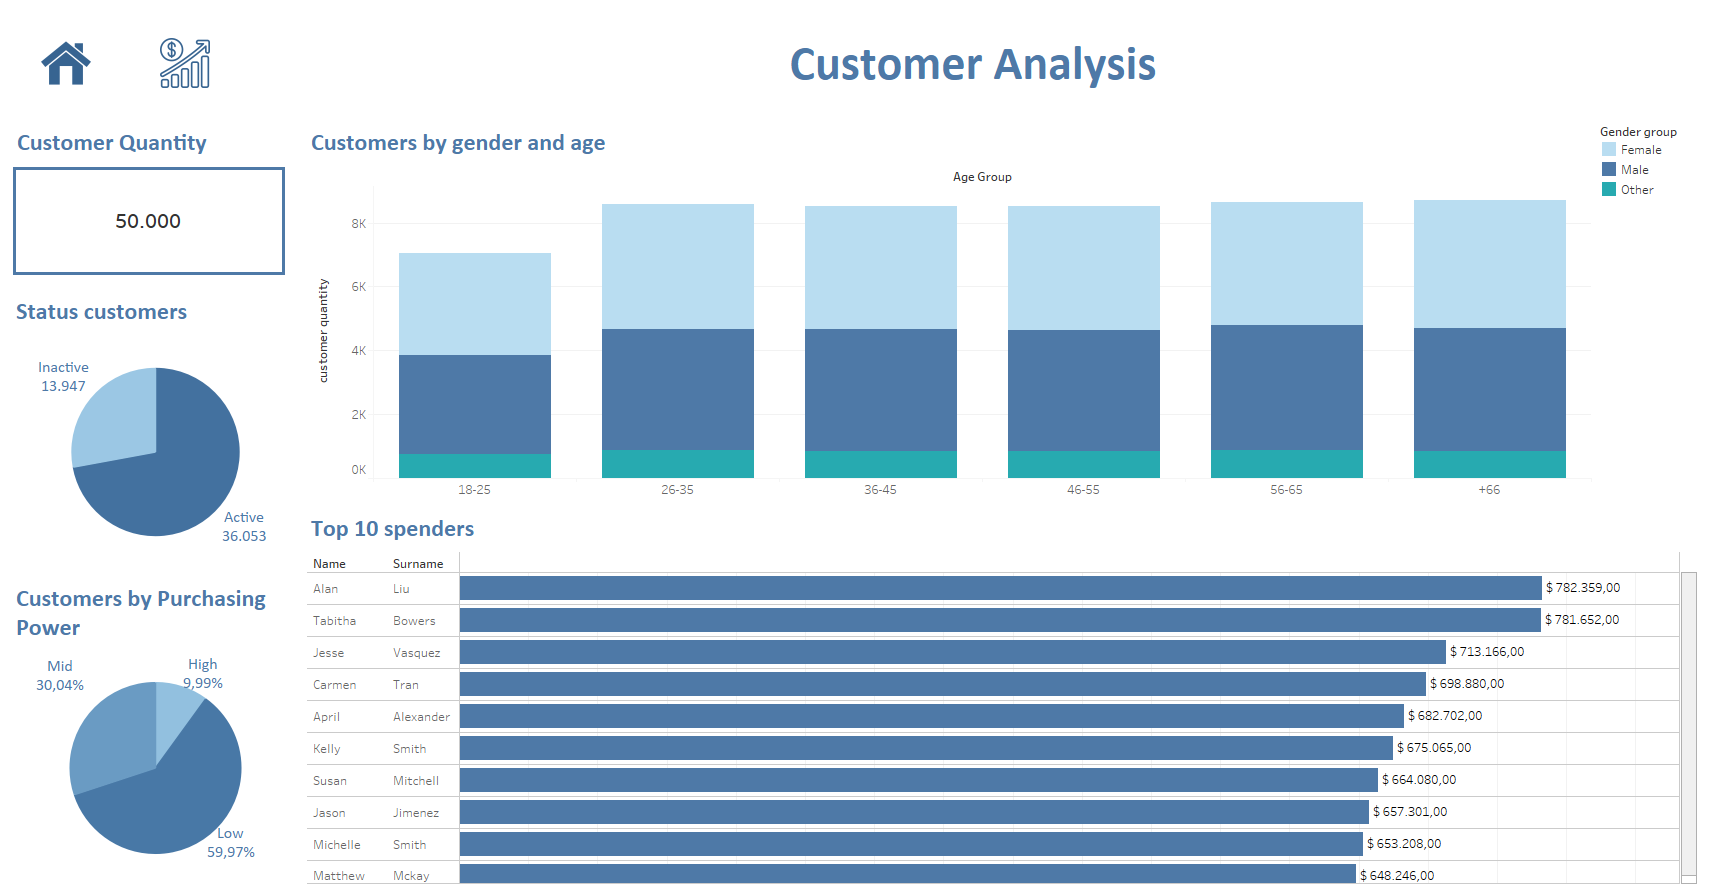 Customer Analysis
Customer Quantity
50.000
Status customers
Inactive
13.947
Active
36.053
Customers by Purchasing
Power
Mid
30,04%
High
9,99%
Low
59,97%
Customers by gender and age
Age Group
customer quantity
8K
6K
4K
2K
0K
18-25
26-35
36-45
46-55
56-65
+66
Gender group
Female
Male
Other
Top 10 spenders
Name Surname
Alan Liu $ 782.359,00
Tabitha Bowers $ 781.652,00
Jesse Vasquez $ 713.166,00
Carmen Tran $ 698.880,00
April Alexander $ 682.702,00
Kelly Smith $ 675.065,00
Susan Mitchell $ 664.080,00
Jason Jimenez $ 657.301,00
Michelle Smith $ 653.208,00
Matthew Mckay $ 648.246,00